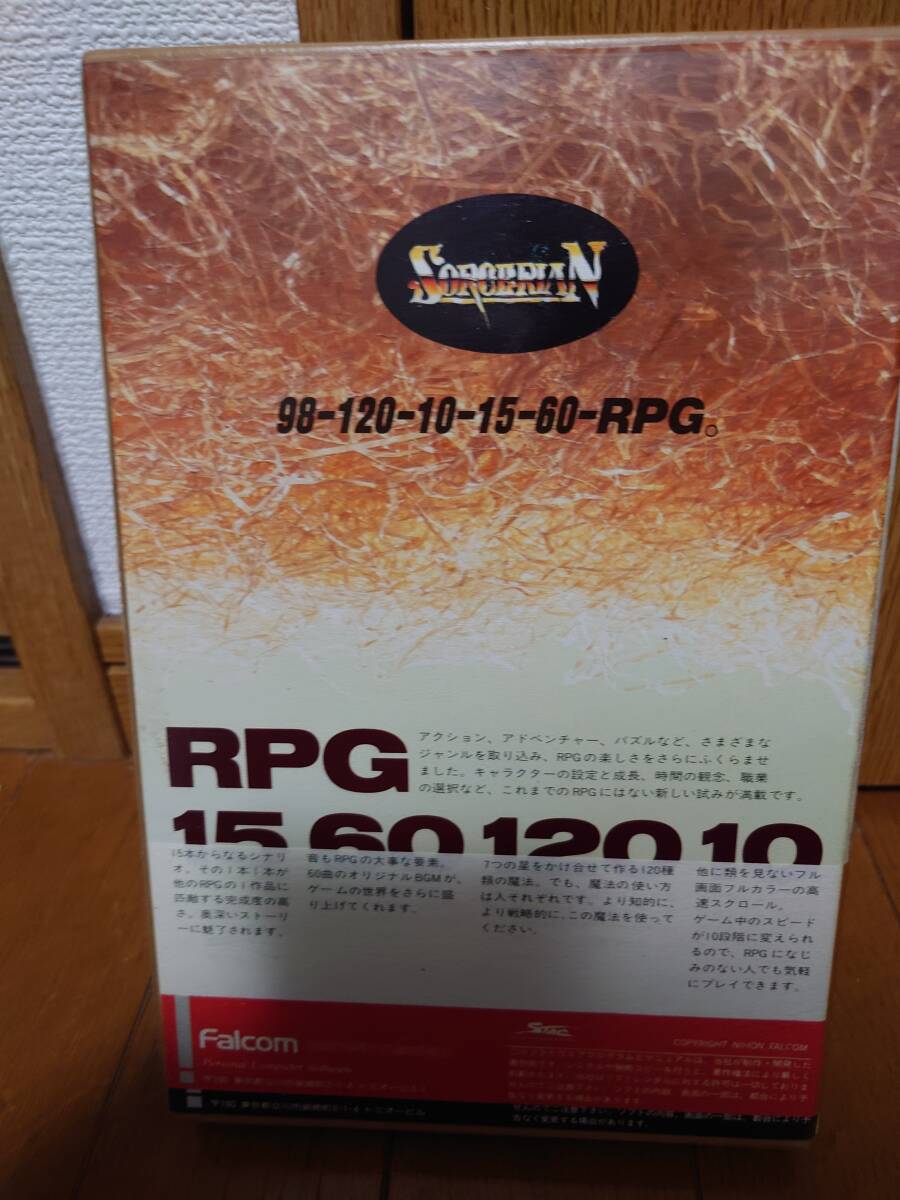 SORCERIAN
98-120-10-15-60-RPG。
RPG
アクション、アドベンチャー、パズルなど、さまざまな
ジャンルを取り込み、RPGの楽しさをさらにふくらませ
ました。キャラクターの設定と成長、時間の観念、職業
の選択など、これまでのRPGにはない新しい試みが満載です。
15
15本からなるシナリ
オ。その1本1本が
他のRPGの1作品に
匹敵する完成度の高
さ。奥深いストーリ
ーに魅了されます。
60
音もRPGの大事な要素。
60曲のオリジナルBGMが、
ゲームの世界をさらに盛
り上げてくれます。
120
7つの星をかけ合せて作る120種
類の魔法。でも、魔法の使い方
は人それぞれです。より知的に、
より戦略的に、この魔法を使って
ください。
10
他に類を見ないフル
画面フルカラーの高
速スクロール。
ゲーム中のスピード
が10段階に変えられ
るので、RPGになじ
みのない人でも気軽
にプレイできます。
Falcom
Personal Computer Software
COPYRIGHT NIHON FALCOM